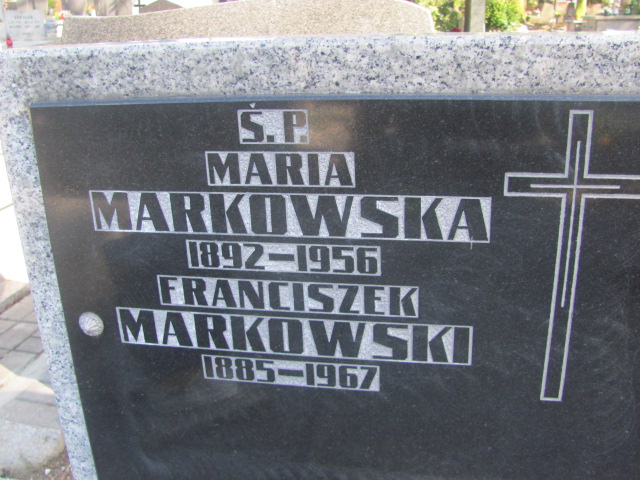 Ś.P.
MARIA
MARKOWSKA
1892-1956
FRANCISZEK
MARKOWSKI
1885-1967